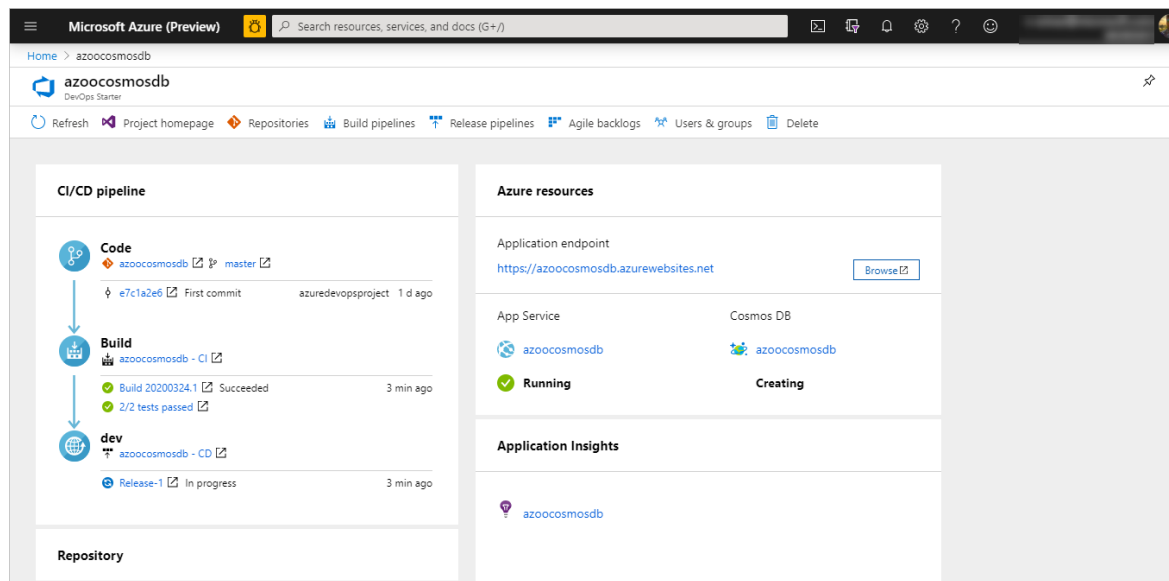 Microsoft Azure (Preview)
Search resources, services, and docs (G+/)
Home > azoocosmosdb
azoocosmosdb
DevOps Starter
Refresh Project homepage Repositories Build pipelines Release pipelines Agile backlogs Users & groups Delete
CI/CD pipeline
Code
azoocosmosdb master
e7c1a2e6 First commit azuredevopsproject 1 d ago
Build
azoocosmosdb - CI
Build 20200324.1 Succeeded 3 min ago
2/2 tests passed
dev
azoocosmosdb - CD
Release-1 In progress 3 min ago
Repository
Azure resources
Application endpoint
https://azoocosmosdb.azurewebsites.net Browse
App Service Cosmos DB
azoocosmosdb azoocosmosdb
Running Creating
Application Insights
azoocosmosdb